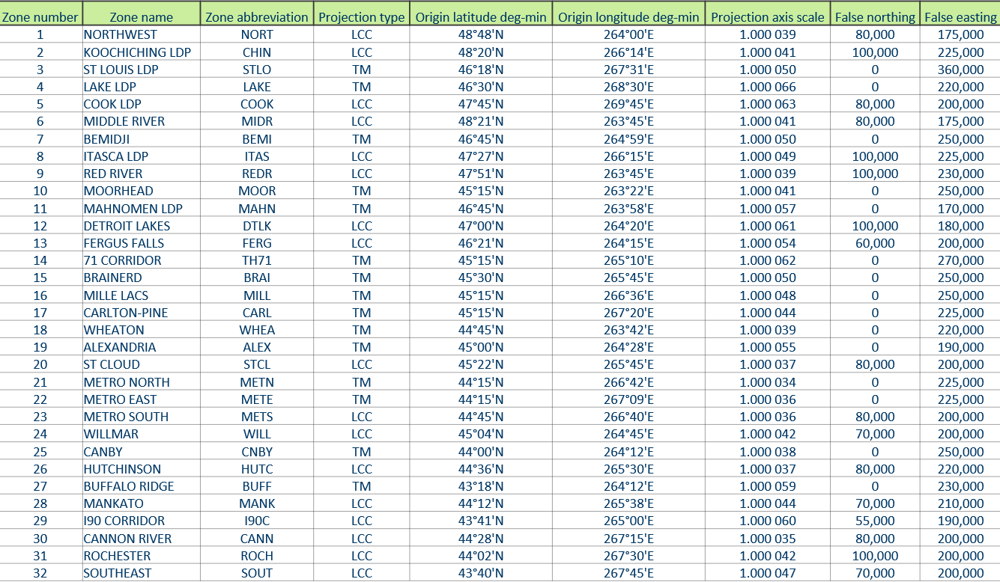 Zone number Zone name Zone abbreviation Projection type Origin latitude deg-min Origin longitude deg-min Projection axis scale False northing False easting
1 NORTHWEST NORT LCC 48°48'N 264°00'E 1.000 039 80,000 175,000
2 KOOCHICHING LDP CHIN LCC 48°20'N 266°14'E 1.000 041 100,000 225,000
3 ST LOUIS LDP STLO TM 46°18'N 267°31'E 1.000 050 0 360,000
4 LAKE LDP LAKE TM 46°30'N 268°30'E 1.000 066 0 220,000
5 COOK LDP COOK LCC 47°45'N 269°45'E 1.000 063 80,000 200,000
6 MIDDLE RIVER MIDR LCC 48°21'N 263°45'E 1.000 041 80,000 175,000
7 BEMIDJI BEMI TM 46°45'N 264°59'E 1.000 050 0 250,000
8 ITASCA LDP ITAS LCC 47°27'N 266°15'E 1.000 049 100,000 225,000
9 RED RIVER REDR LCC 47°51'N 263°45'E 1.000 039 100,000 230,000
10 MOORHEAD MOOR TM 45°15'N 263°22'E 1.000 041 0 250,000
11 MAHNOMEN LDP MAHN TM 46°45'N 263°58'E 1.000 057 0 170,000
12 DETROIT LAKES DTLK LCC 47°00'N 264°20'E 1.000 061 100,000 180,000
13 FERGUS FALLS FERG LCC 46°21'N 264°15'E 1.000 054 60,000 200,000
14 71 CORRIDOR TH71 TM 45°15'N 265°10'E 1.000 062 0 270,000
15 BRAINERD BRAI TM 45°30'N 265°45'E 1.000 050 0 250,000
16 MILLE LACS MILL TM 45°15'N 266°36'E 1.000 048 0 250,000
17 CARLTON-PINE CARL TM 45°15'N 267°20'E 1.000 044 0 225,000
18 WHEATON WHEA TM 44°45'N 263°42'E 1.000 039 0 220,000
19 ALEXANDRIA ALEX TM 45°00'N 264°28'E 1.000 055 0 190,000
20 ST CLOUD STCL LCC 45°22'N 265°45'E 1.000 037 80,000 200,000
21 METRO NORTH METN TM 44°15'N 266°42'E 1.000 034 0 225,000
22 METRO EAST METE TM 44°15'N 267°09'E 1.000 036 0 225,000
23 METRO SOUTH METS LCC 44°45'N 266°40'E 1.000 036 80,000 200,000
24 WILLMAR WILL LCC 45°04'N 264°45'E 1.000 042 70,000 200,000
25 CANBY CNBY TM 44°00'N 264°12'E 1.000 038 0 250,000
26 HUTCHINSON HUTC LCC 44°36'N 265°30'E 1.000 037 80,000 220,000
27 BUFFALO RIDGE BUFF TM 43°18'N 264°12'E 1.000 059 0 230,000
28 MANKATO MANK LCC 44°12'N 265°38'E 1.000 044 70,000 210,000
29 I90 CORRIDOR I90C LCC 43°41'N 265°00'E 1.000 060 55,000 190,000
30 CANNON RIVER CANN LCC 44°28'N 267°15'E 1.000 035 80,000 200,000
31 ROCHESTER ROCH LCC 44°02'N 267°30'E 1.000 042 100,000 200,000
32 SOUTHEAST SOUT LCC 43°40'N 267°45'E 1.000 047 70,000 200,000